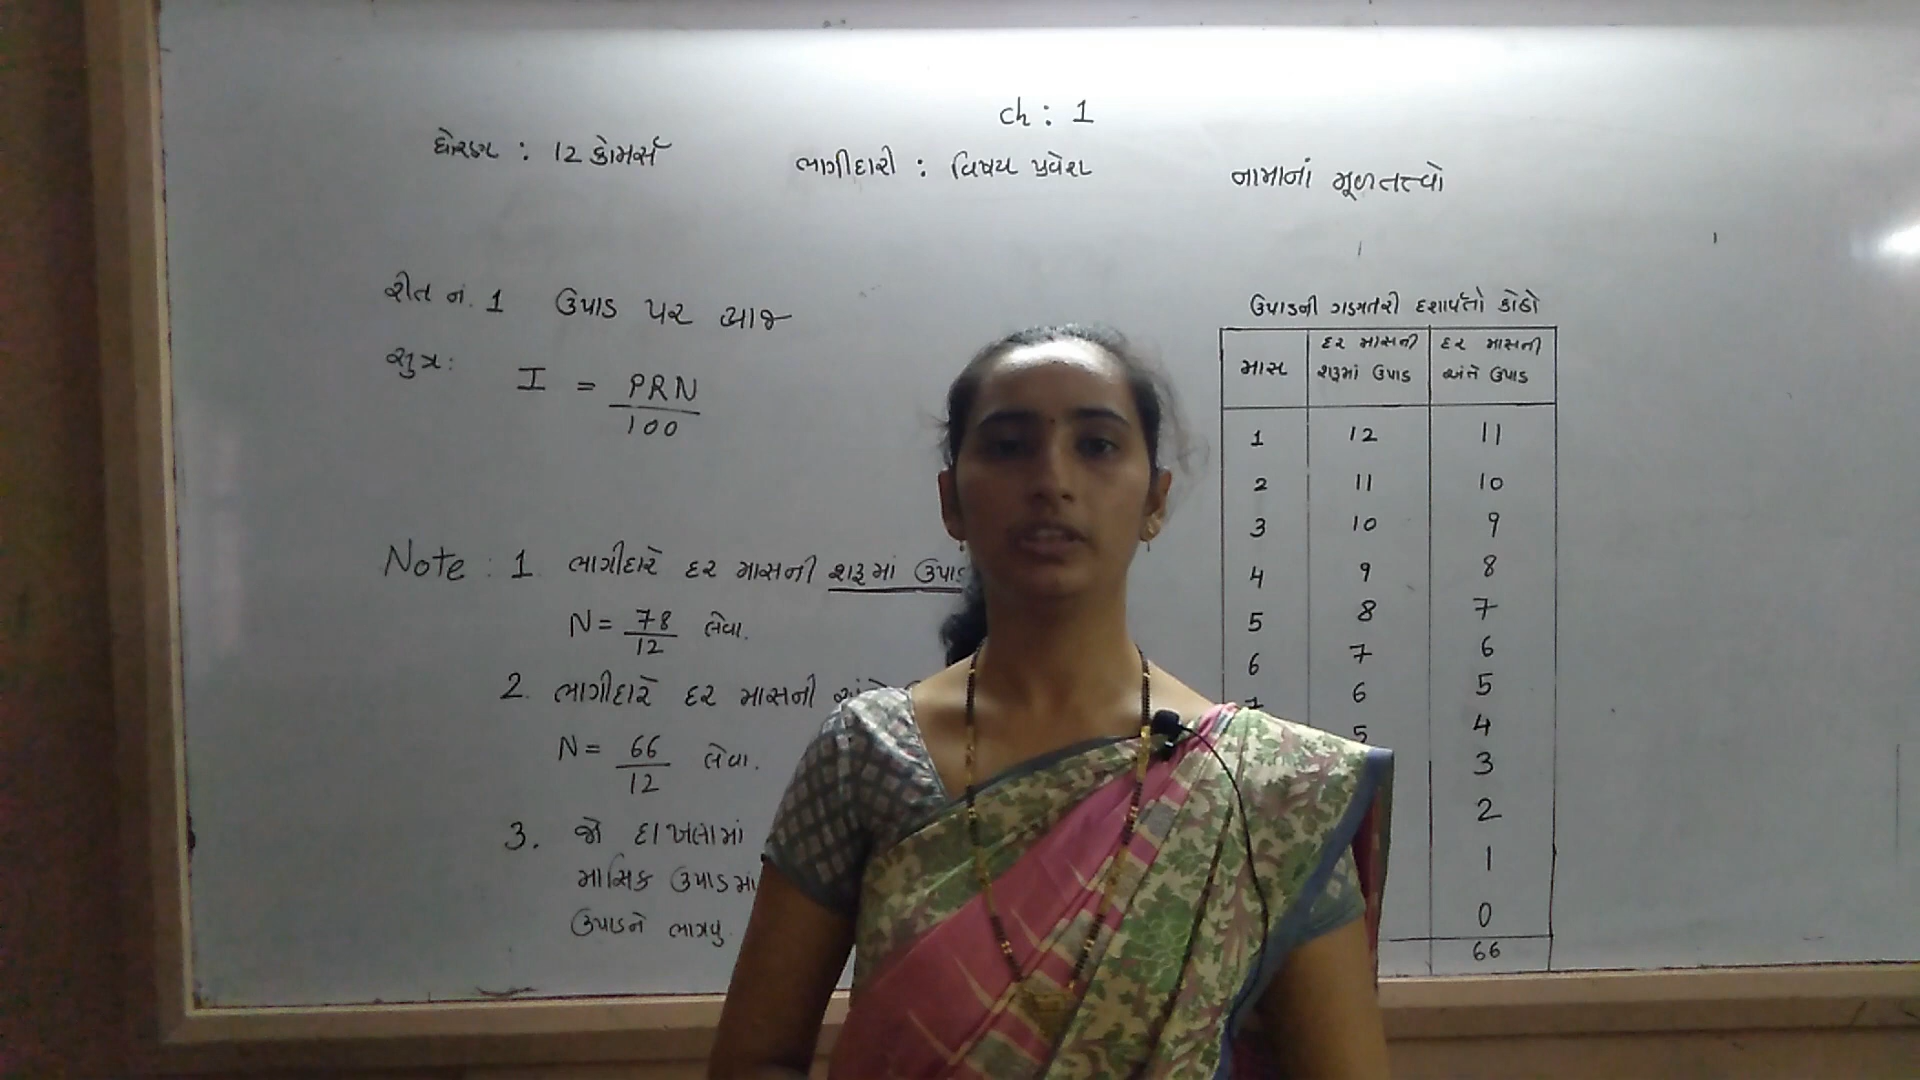 ch : 1
ધોરણ : 12 કોમર્સ
ભાગીદારી : વિષય પ્રવેશ
નામાનાં મૂળતત્ત્વો
રીત નં. 1 ઉપાડ પર વ્યાજ
સુત્ર:
I = PRN
100
Note : 1. ભાગીદારે દર માસની શરૂમાં ઉપાડ
N = 78
12 લેવા.
2. ભાગીદારે દર માસની
N = 66
12 લેવા.
3. જો દાખલામાં
માસિક ઉપાડમાં
ઉપાડને ભાગવુ
ઉપાડની ગણતરી દર્શાવતો કોઠો
માસ દર માસની શરૂમાં ઉપાડ દર માસની અંતે ઉપાડ
1 12 11
2 11 10
3 10 9
4 9 8
5 8 7
6 7 6
7 6 5
5 4
3
2
1
0
66